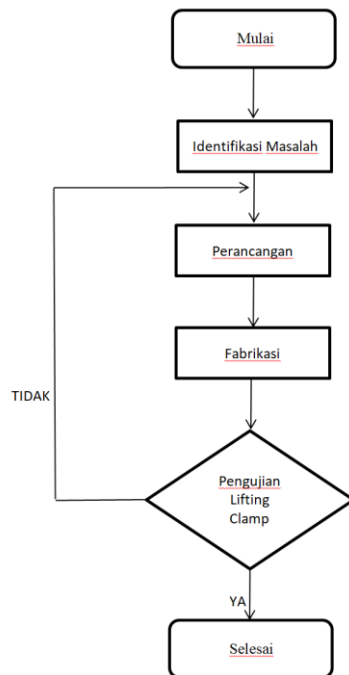 Mulai
Identifikasi Masalah
Perancangan
Fabrikasi
TIDAK
Pengujian
Lifting
Clamp
YA
Selesai